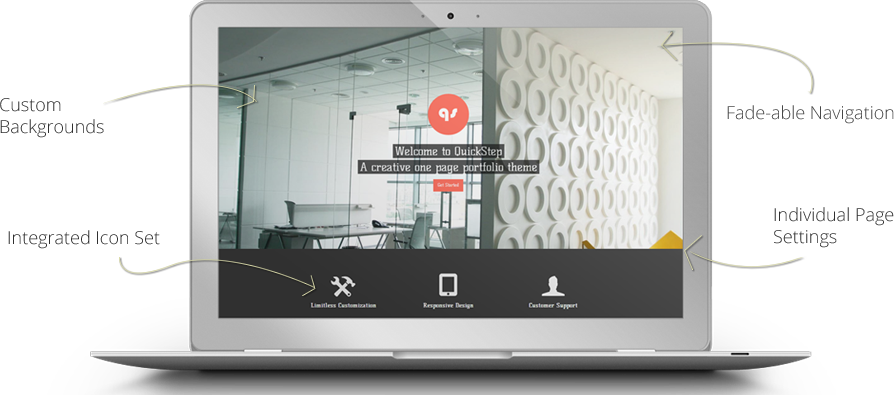 Custom
Backgrounds
Fade-able Navigation
qs
Welcome to QuickStep
A creative one page portfolio theme
Get Started
Integrated Icon Set
Individual Page
Settings
Limitless Customization
Responsive Design
Customer Support